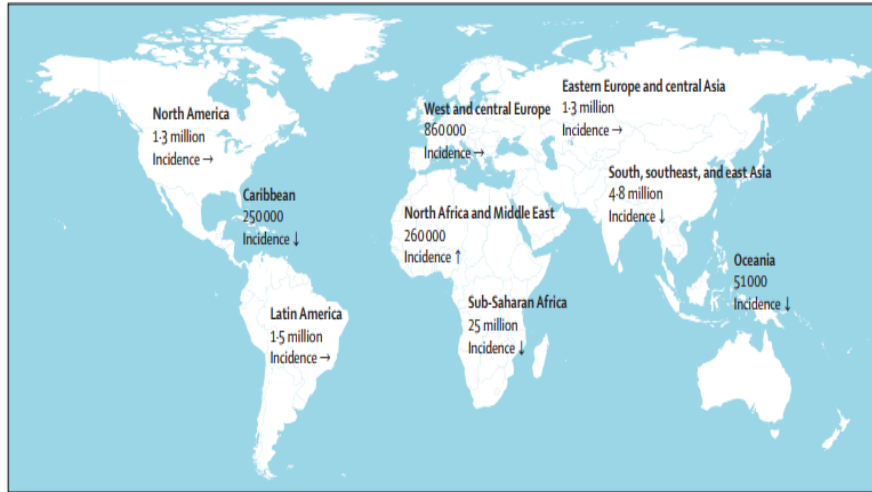 North America
1·3 million
Incidence →
Caribbean
250 000
Incidence ↓
Latin America
1·5 million
Incidence →
West and central Europe
860 000
Incidence →
North Africa and Middle East
260 000
Incidence ↑
Sub-Saharan Africa
25 million
Incidence ↓
Eastern Europe and central Asia
1·3 million
Incidence →
South, southeast, and east Asia
4·8 million
Incidence ↓
Oceania
51 000
Incidence ↓